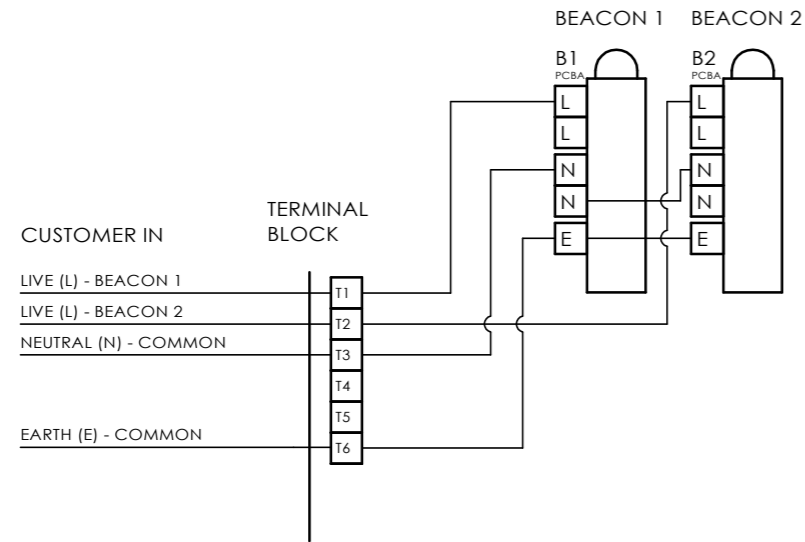 BEACON 1
BEACON 2
B1
PCBA
L
L
N
N
E
B2
PCBA
L
L
N
N
E
CUSTOMER IN
TERMINAL
BLOCK
LIVE (L) - BEACON 1
LIVE (L) - BEACON 2
NEUTRAL (N) - COMMON
EARTH (E) - COMMON
T1
T2
T3
T4
T5
T6